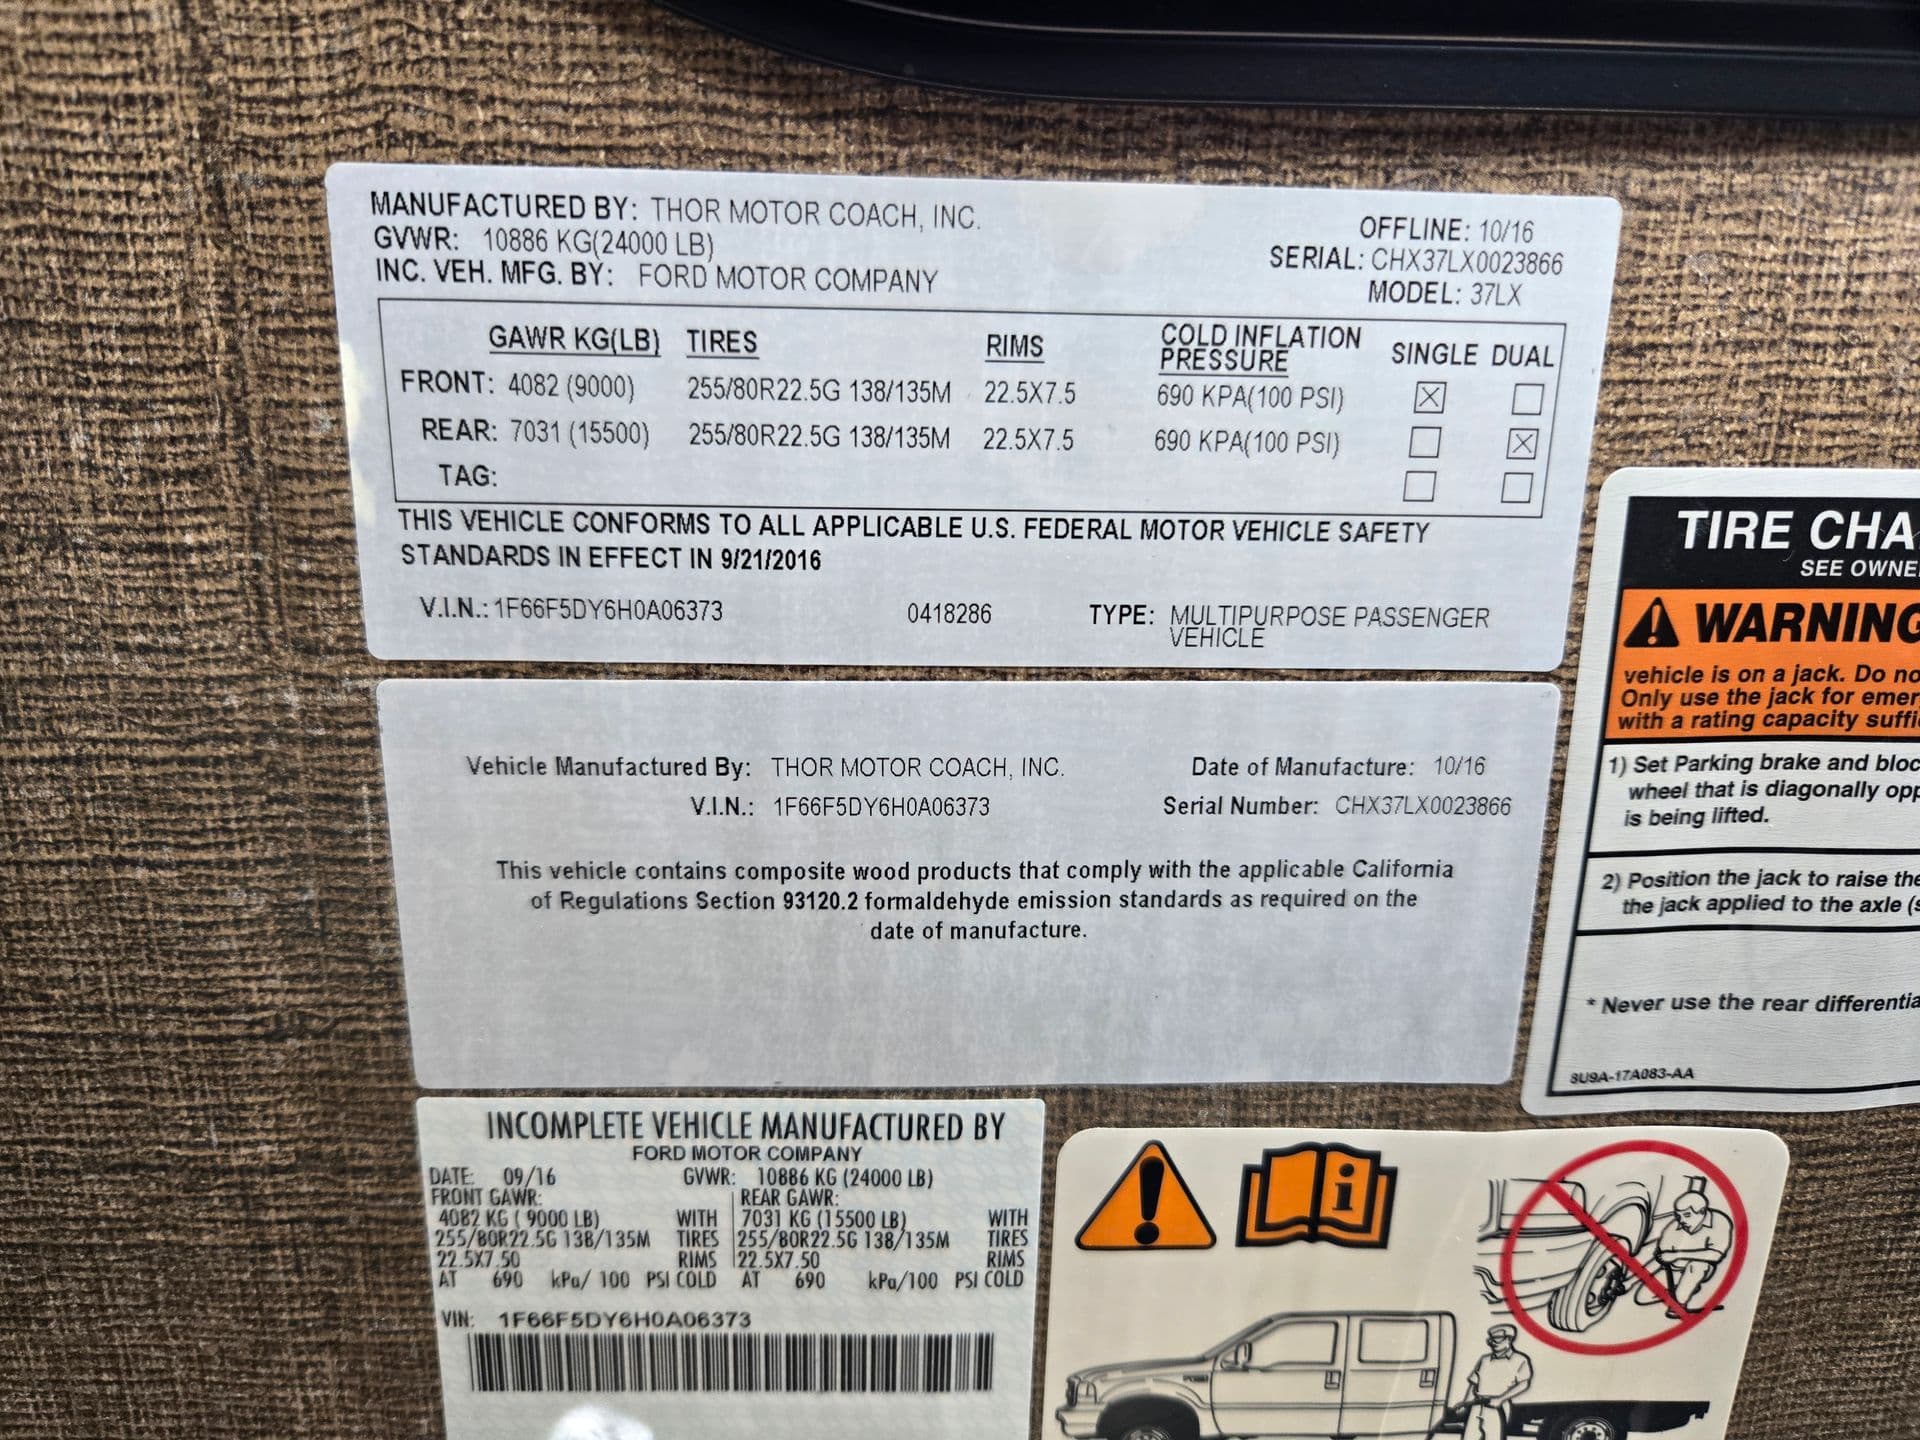 MANUFACTURED BY: THOR MOTOR COACH, INC.
GVWR: 10886 KG(24000 LB)
INC. VEH. MFG. BY: FORD MOTOR COMPANY
OFFLINE: 10/16
SERIAL: CHX37LX0023866
MODEL: 37LX
GAWR KG(LB) TIRES RIMS COLD INFLATION PRESSURE SINGLE DUAL
FRONT: 4082 (9000) 255/80R22.5G 138/135M 22.5X7.5 690 KPA(100 PSI)
REAR: 7031 (15500) 255/80R22.5G 138/135M 22.5X7.5 690 KPA(100 PSI)
TAG:
THIS VEHICLE CONFORMS TO ALL APPLICABLE U.S. FEDERAL MOTOR VEHICLE SAFETY
STANDARDS IN EFFECT IN 9/21/2016
V.I.N.: 1F66F5DY6H0A06373 0418286 TYPE: MULTIPURPOSE PASSENGER
VEHICLE
Vehicle Manufactured By: THOR MOTOR COACH, INC. Date of Manufacture: 10/16
V.I.N.: 1F66F5DY6H0A06373 Serial Number: CHX37LX0023866
This vehicle contains composite wood products that comply with the applicable California
of Regulations Section 93120.2 formaldehyde emission standards as required on the
date of manufacture.
INCOMPLETE VEHICLE MANUFACTURED BY
FORD MOTOR COMPANY
DATE: 09/16 GVWR: 10886 KG (24000 LB)
FRONT GAWR: REAR GAWR:
4082 KG ( 9000 LB) WITH 7031 KG (15500 LB) WITH
255/80R22.5G 138/135M TIRES 255/80R22.5G 138/135M TIRES
22.5X7.50 RIMS 22.5X7.50 RIMS
AT 690 kPa/ 100 PSI COLD AT 690 kPa/100 PSI COLD
VIN: 1F66F5DY6H0A06373
TIRE CHA
SEE OWNE
WARNING
vehicle is on a jack. Do no
Only use the jack for emer
with a rating capacity suffi
1) Set Parking brake and bloc
wheel that is diagonally opp
is being lifted.
2) Position the jack to raise the
the jack applied to the axle (s
* Never use the rear differentia
8U9A-17A083-AA
i